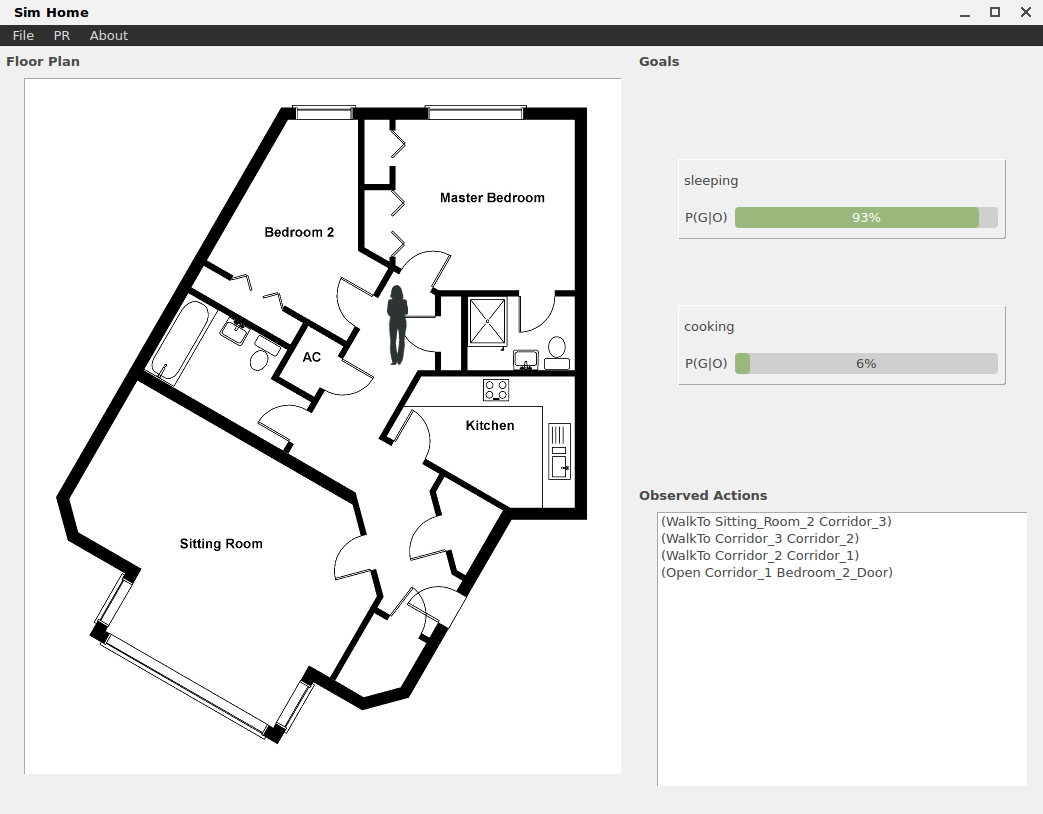 Sim Home
File PR About
Floor Plan
Goals
Master Bedroom
Bedroom 2
AC
Kitchen
Sitting Room
sleeping
P(G|O) 93%
cooking
P(G|O) 6%
Observed Actions
(WalkTo Sitting_Room_2 Corridor_3)
(WalkTo Corridor_3 Corridor_2)
(WalkTo Corridor_2 Corridor_1)
(Open Corridor_1 Bedroom_2_Door)